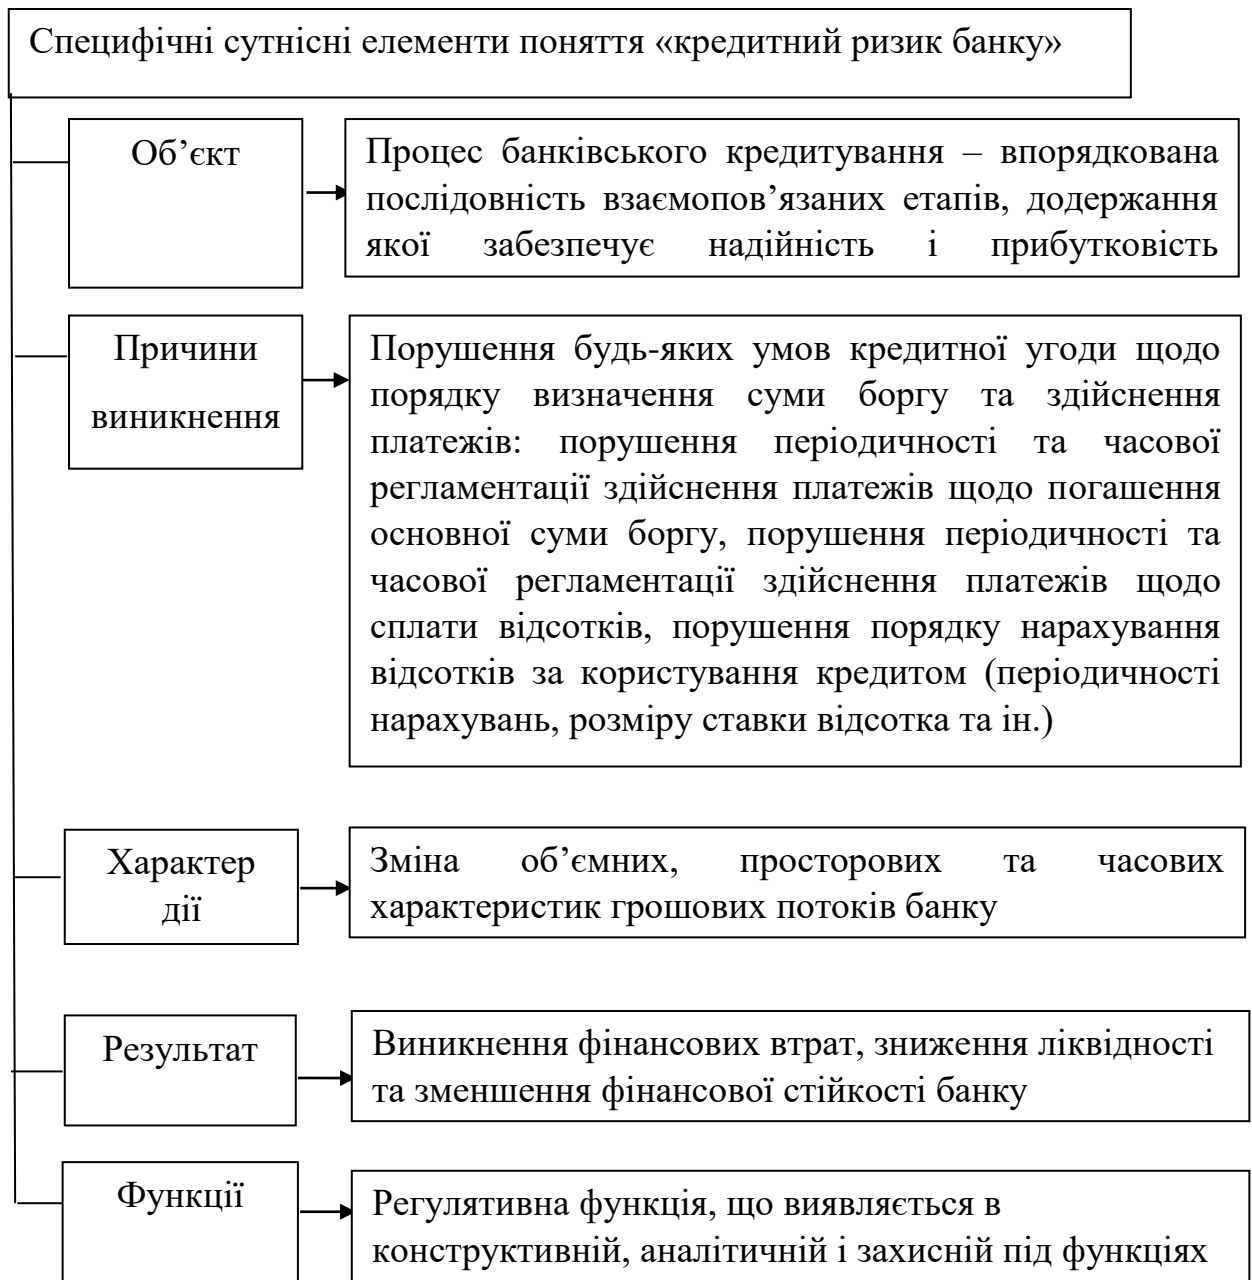 Специфічні сутнісні елементи поняття «кредитний ризик банку»
Об’єкт
Процес банківського кредитування – впорядкована
послідовність взаємопов’язаних етапів, додержання
якої забезпечує надійність і прибутковість
Причини
виникнення
Порушення будь-яких умов кредитної угоди щодо
порядку визначення суми боргу та здійснення
платежів: порушення періодичності та часової
регламентації здійснення платежів щодо погашення
основної суми боргу, порушення періодичності та
часової регламентації здійснення платежів щодо
сплати відсотків, порушення порядку нарахування
відсотків за користування кредитом (періодичності
нарахувань, розміру ставки відсотка та ін.)
Характер
дії
Зміна об’ємних, просторових та часових
характеристик грошових потоків банку
Результат
Виникнення фінансових втрат, зниження ліквідності
та зменшення фінансової стійкості банку
Функції
Регулятивна функція, що виявляється в
конструктивній, аналітичній і захисній під функціях